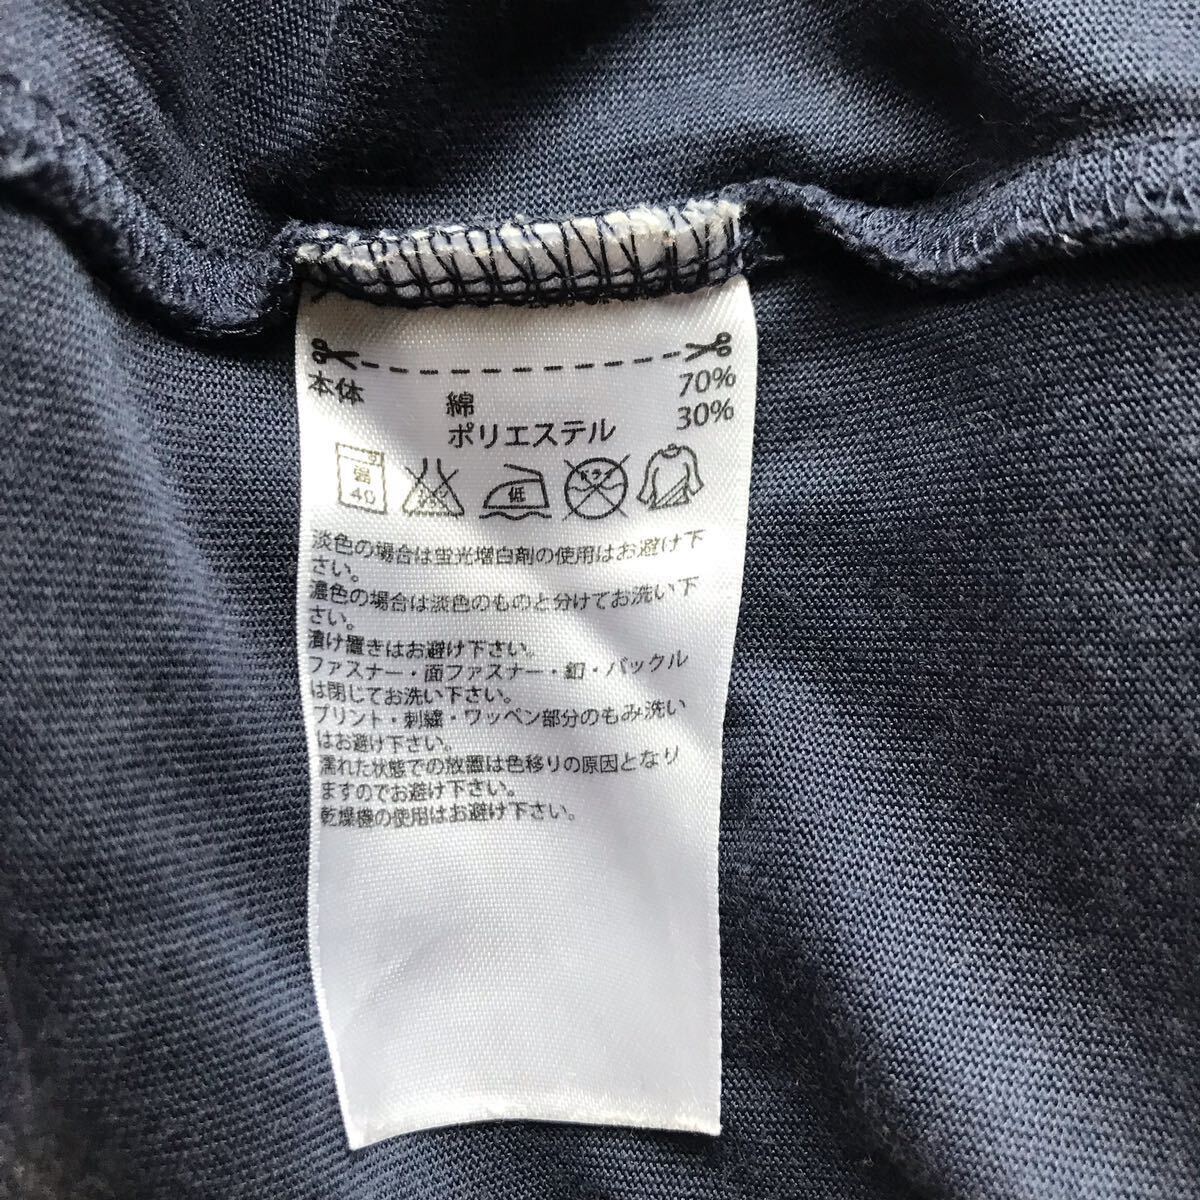 本体 綿 70%
ポリエステル 30%
弱 40 低 ドライ
淡色の場合は蛍光増白剤の使用はお避け下
さい。
濃色の場合は淡色のものと分けてお洗い下
さい。
漬け置きはお避け下さい。
ファスナー・面ファスナー・釦・バックル
は閉じてお洗い下さい。
プリント・刺繍・ワッペン部分のもみ洗い
はお避け下さい。
濡れた状態での放置は色移りの原因となり
ますのでお避け下さい。
乾燥機の使用はお避け下さい。